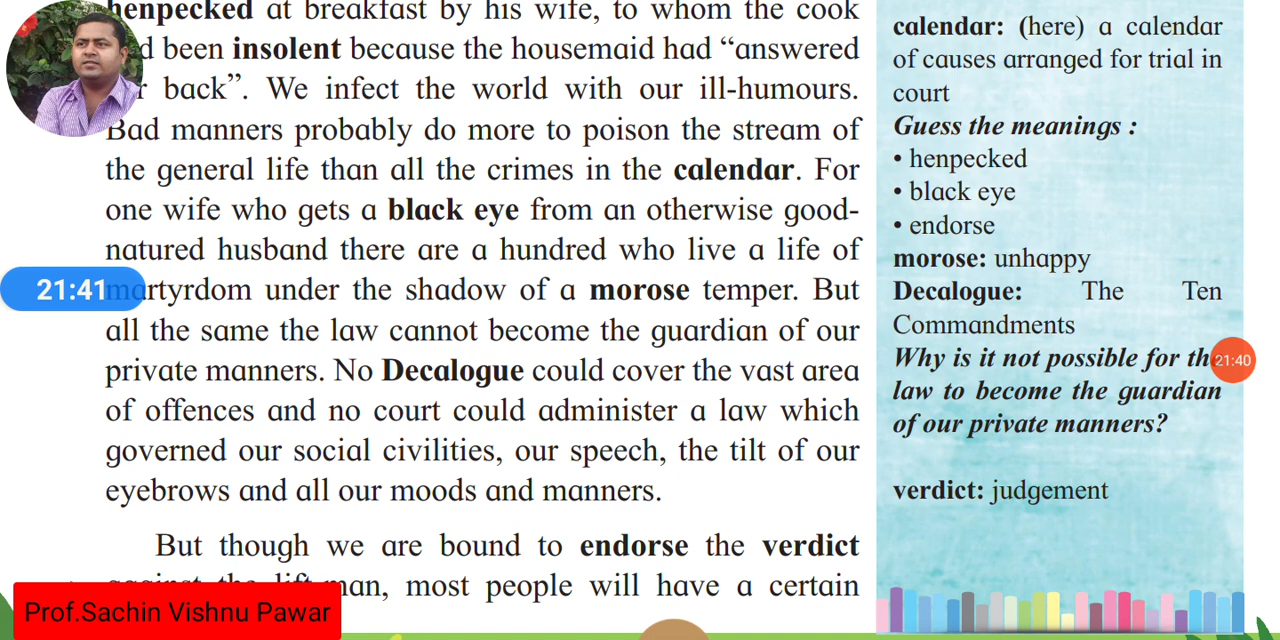 henpecked at breakfast by his wife, to whom the cook
d been insolent because the housemaid had “answered
r back”. We infect the world with our ill-humours.
Bad manners probably do more to poison the stream of
the general life than all the crimes in the calendar. For
one wife who gets a black eye from an otherwise good-
natured husband there are a hundred who live a life of
martyrdom under the shadow of a morose temper. But
all the same the law cannot become the guardian of our
private manners. No Decalogue could cover the vast area
of offences and no court could administer a law which
governed our social civilities, our speech, the tilt of our
eyebrows and all our moods and manners.
But though we are bound to endorse the verdict
against the lift-man, most people will have a certain
calendar: (here) a calendar
of causes arranged for trial in
court
Guess the meanings :
• henpecked
• black eye
• endorse
morose: unhappy
Decalogue: The Ten
Commandments
Why is it not possible for the
law to become the guardian
of our private manners?
verdict: judgement
21:41
21:40
Prof.Sachin Vishnu Pawar